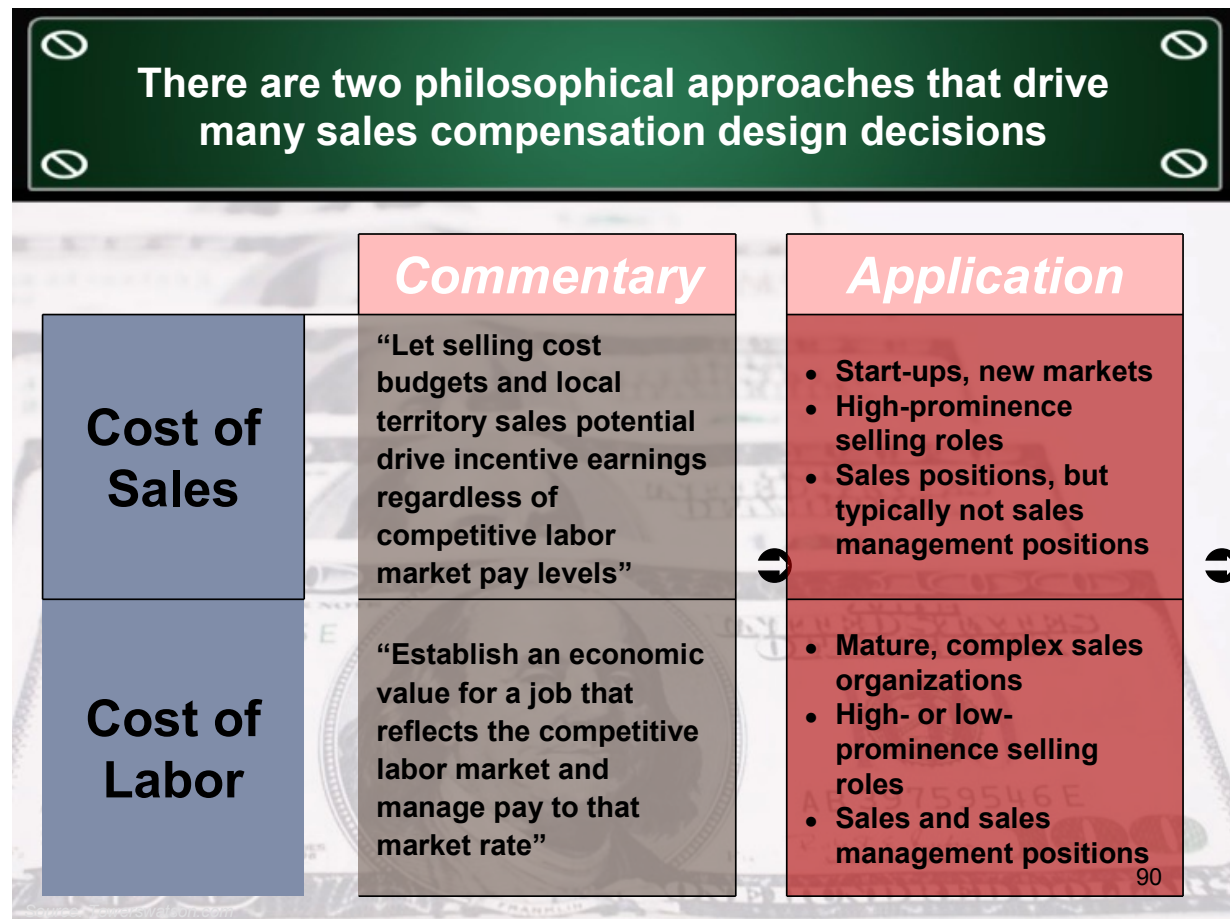 There are two philosophical approaches that drive
many sales compensation design decisions
Commentary
Application
Cost of
Sales
“Let selling cost
budgets and local
territory sales potential
drive incentive earnings
regardless of
competitive labor
market pay levels”
● Start-ups, new markets
● High-prominence
selling roles
● Sales positions, but
typically not sales
management positions
Cost of
Labor
“Establish an economic
value for a job that
reflects the competitive
labor market and
manage pay to that
market rate”
● Mature, complex sales
organizations
● High- or low-
prominence selling
roles
● Sales and sales
management positions
90
FRANKLIN